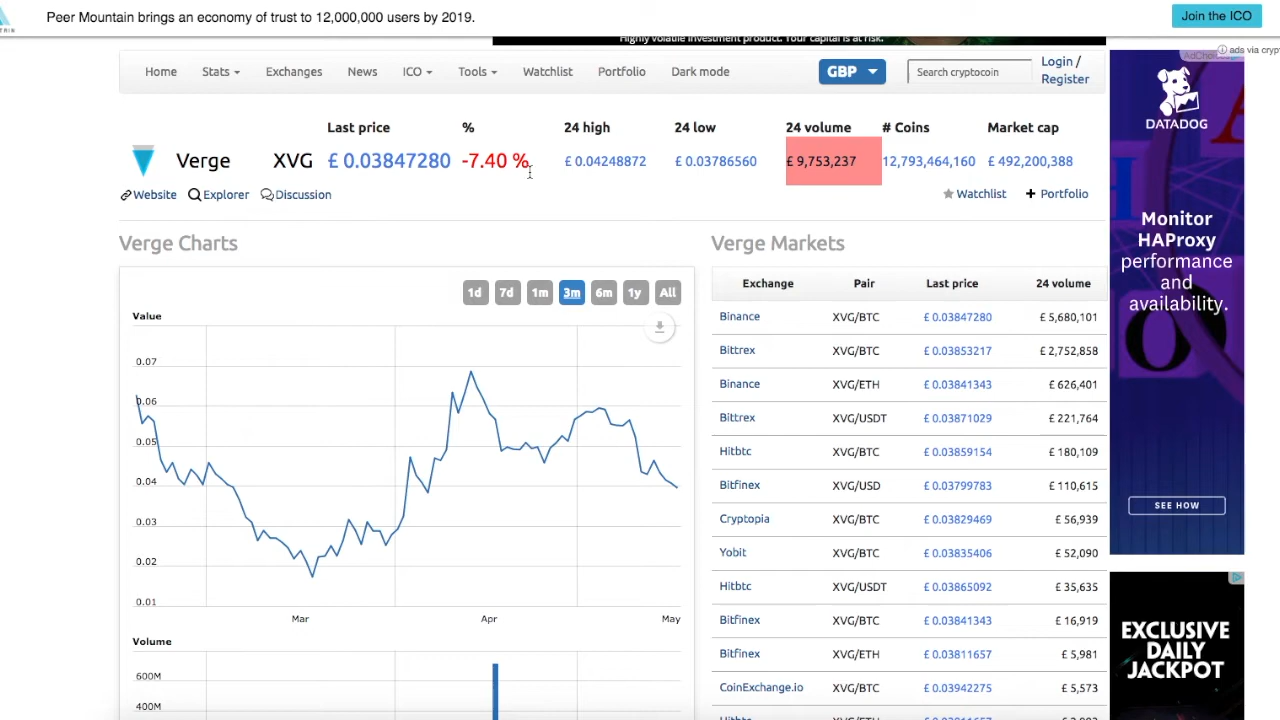 Peer Mountain brings an economy of trust to 12,000,000 users by 2019.
Join the ICO
Highly volatile investment product. Your capital is at risk.
ads via cryp
Home Stats Exchanges News ICO Tools Watchlist Portfolio Dark mode GBP Search cryptocoin Login / Register
Last price % 24 high 24 low 24 volume # Coins Market cap
Verge XVG £ 0.03847280 -7.40 % £ 0.04248872 £ 0.03786560 £ 9,753,237 12,793,464,160 £ 492,200,388
Website Explorer Discussion Watchlist + Portfolio
Verge Charts
1d 7d 1m 3m 6m 1y All
Value
0.07
0.06
0.05
0.04
0.03
0.02
0.01
Mar Apr May
Volume
600M
400M
Verge Markets
Exchange Pair Last price 24 volume
Binance XVG/BTC £ 0.03847280 £ 5,680,101
Bittrex XVG/BTC £ 0.03853217 £ 2,752,858
Binance XVG/ETH £ 0.03841343 £ 626,401
Bittrex XVG/USDT £ 0.03871029 £ 221,764
Hitbtc XVG/BTC £ 0.03859154 £ 180,109
Bitfinex XVG/USD £ 0.03799783 £ 110,615
Cryptopia XVG/BTC £ 0.03829469 £ 56,939
Yobit XVG/BTC £ 0.03835406 £ 52,090
Hitbtc XVG/USDT £ 0.03865092 £ 35,635
Bitfinex XVG/BTC £ 0.03841343 £ 16,919
Bitfinex XVG/ETH £ 0.03811657 £ 5,981
CoinExchange.io XVG/BTC £ 0.03942275 £ 5,573
AdChoices
DATADOG
Monitor
HAProxy
performance
and
availability.
SEE HOW
EXCLUSIVE
DAILY
JACKPOT